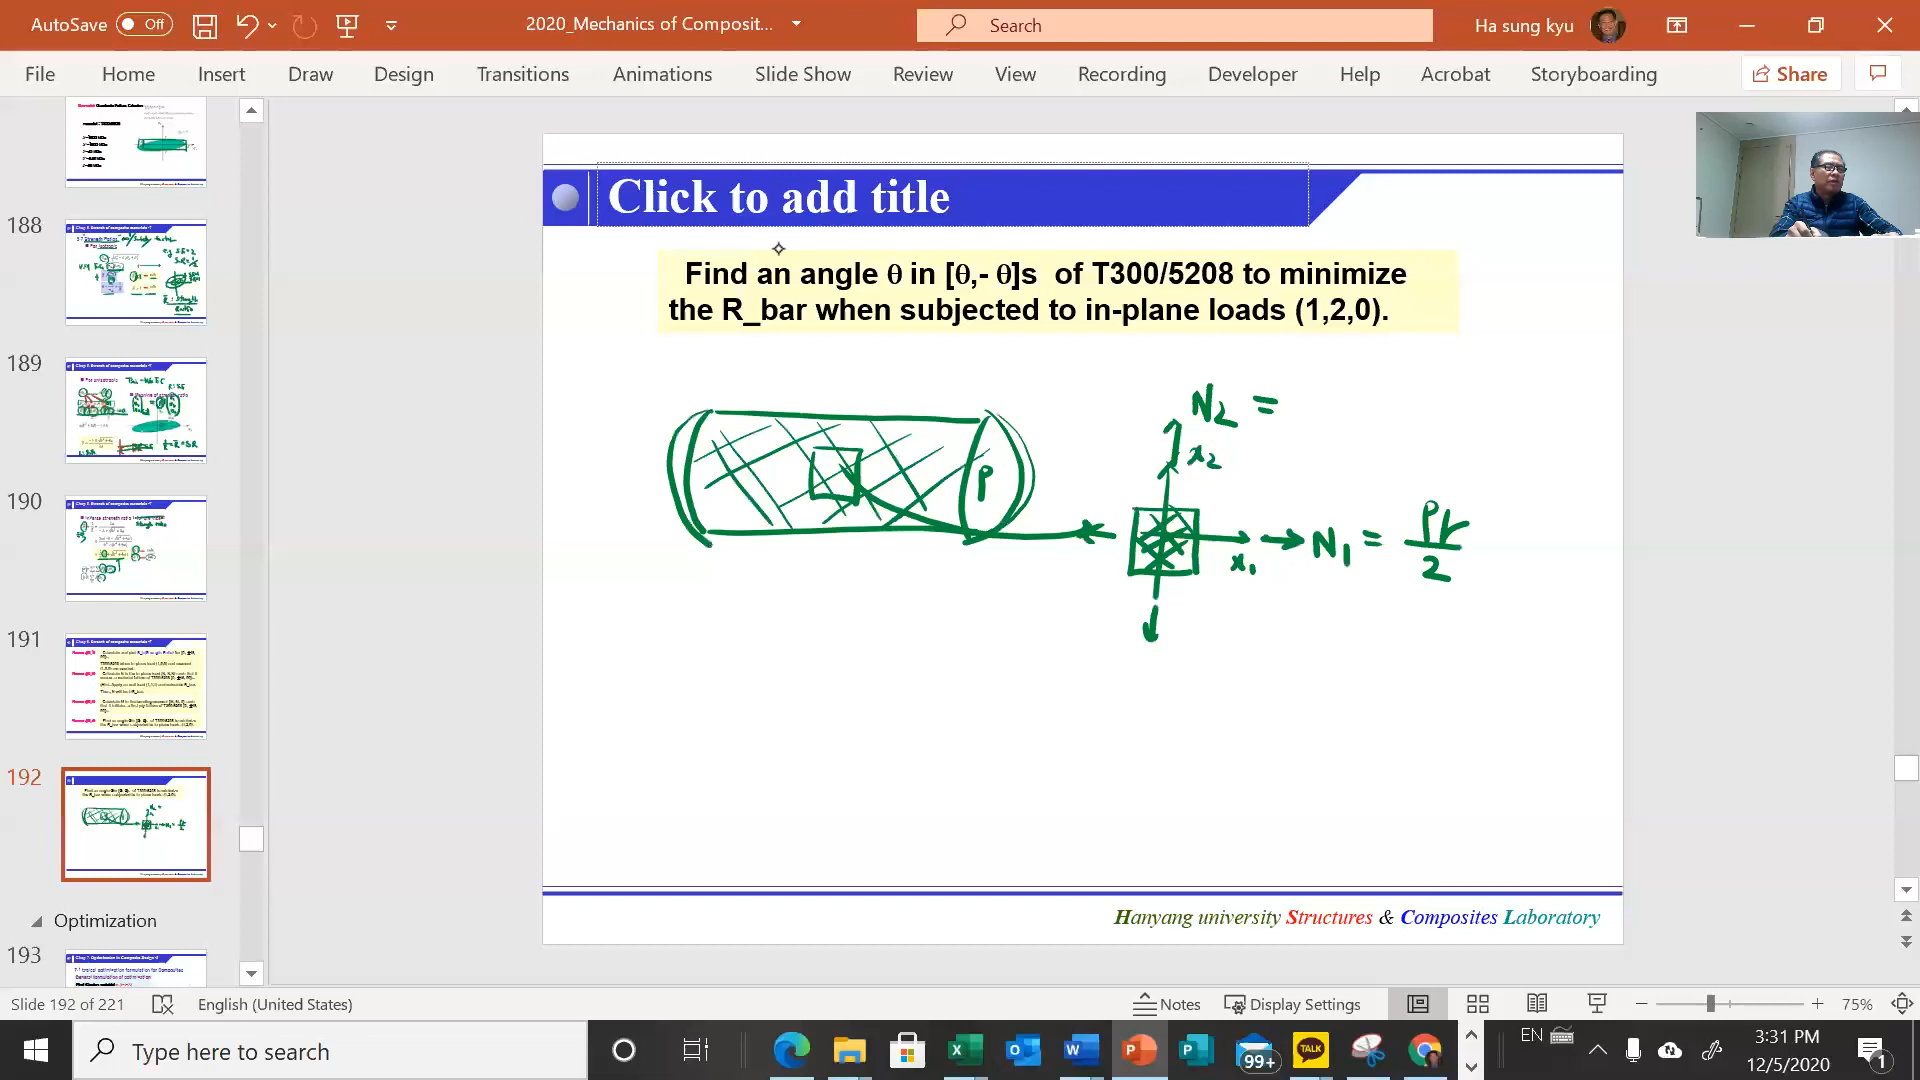 AutoSave Off 2020_Mechanics of Composit... Search Ha sung kyu
File Home Insert Draw Design Transitions Animations Slide Show Review View Recording Developer Help Acrobat Storyboarding Share
188
189
190
191
192
Optimization
193
Click to add title
Find an angle θ in [θ,- θ]s of T300/5208 to minimize
the R_bar when subjected to in-plane loads (1,2,0).
N2 =
x2
P
x1
N1 = Pr/2
Hanyang university Structures & Composites Laboratory
Slide 192 of 221 English (United States) Notes Display Settings 75%
Type here to search
99+
TALK
EN
3:31 PM
12/5/2020
1